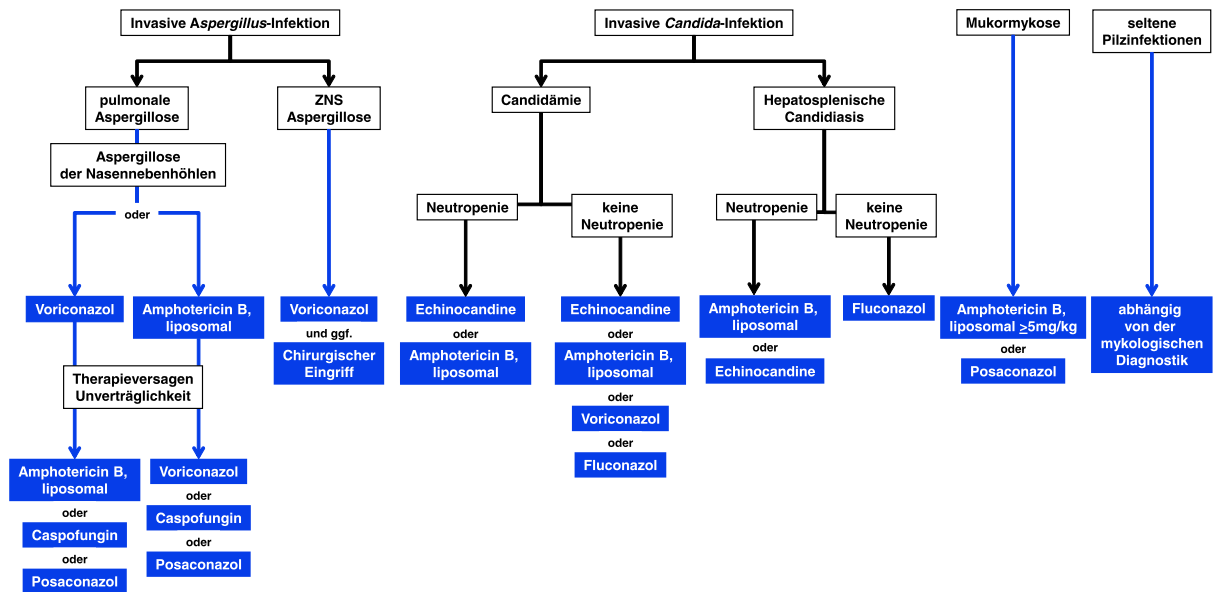 Invasive Aspergillus-Infektion
pulmonale
Aspergillose
Aspergillose
der Nasennebenhöhlen
oder
Voriconazol
Amphotericin B,
liposomal
Therapieversagen
Unverträglichkeit
Amphotericin B,
liposomal
oder
Caspofungin
oder
Posaconazol
Voriconazol
oder
Caspofungin
oder
Posaconazol
ZNS
Aspergillose
Voriconazol
und ggf.
Chirurgischer
Eingriff
Invasive Candida-Infektion
Candidämie
Neutropenie
Echinocandine
oder
Amphotericin B,
liposomal
keine
Neutropenie
Echinocandine
oder
Amphotericin B,
liposomal
oder
Voriconazol
oder
Fluconazol
Hepatosplenische
Candidiasis
Neutropenie
Amphotericin B,
liposomal
oder
Echinocandine
keine
Neutropenie
Fluconazol
Mukormykose
Amphotericin B,
liposomal ≥5mg/kg
oder
Posaconazol
seltene
Pilzinfektionen
abhängig
von der
mykologischen
Diagnostik